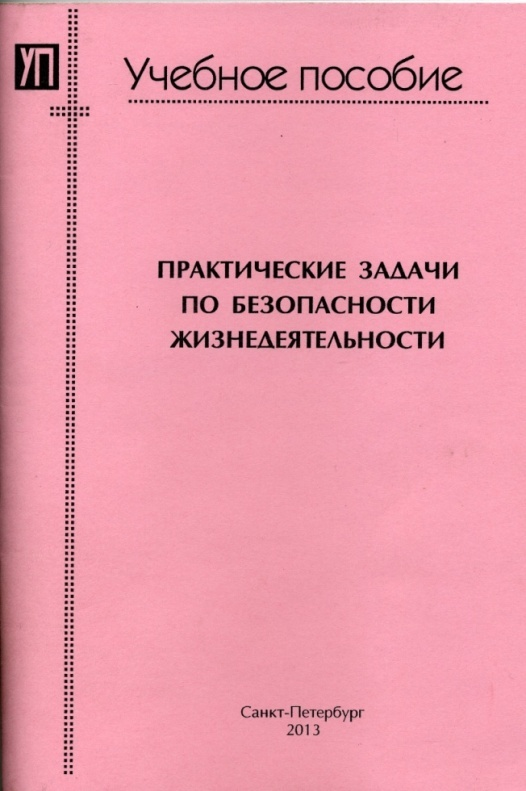 УП
Учебное пособие
ПРАКТИЧЕСКИЕ ЗАДАЧИ
ПО БЕЗОПАСНОСТИ
ЖИЗНЕДЕЯТЕЛЬНОСТИ
Санкт-Петербург
2013